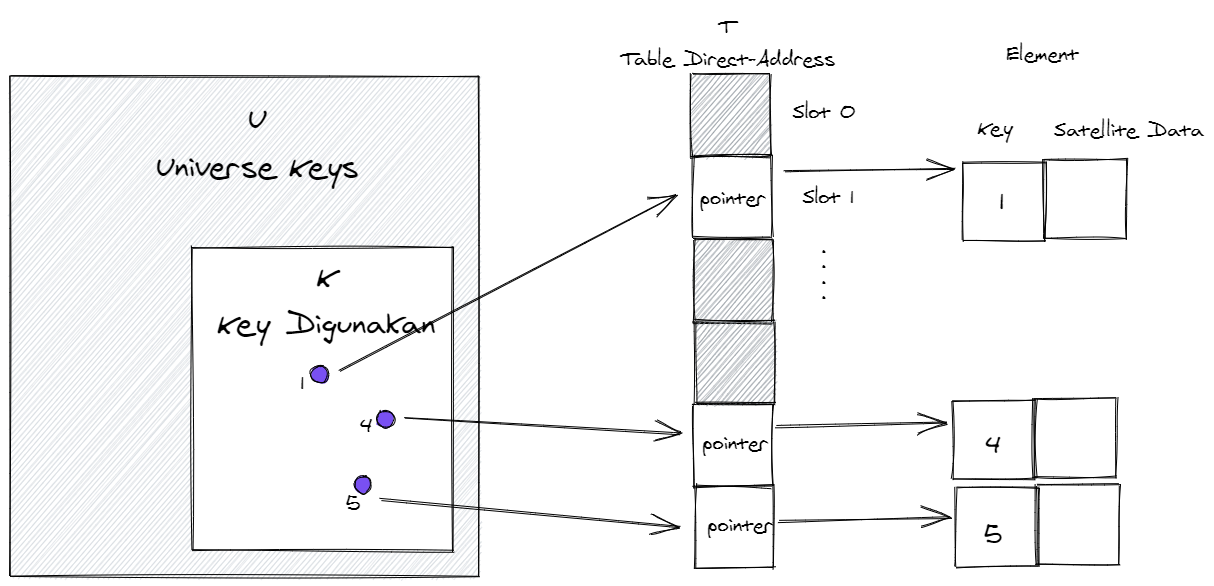 T
Table Direct-Address
Element
Slot 0
Key
Satellite Data
U
Universe Keys
pointer
Slot 1
1
K
Key Digunakan
1
4
5
pointer
4
pointer
5